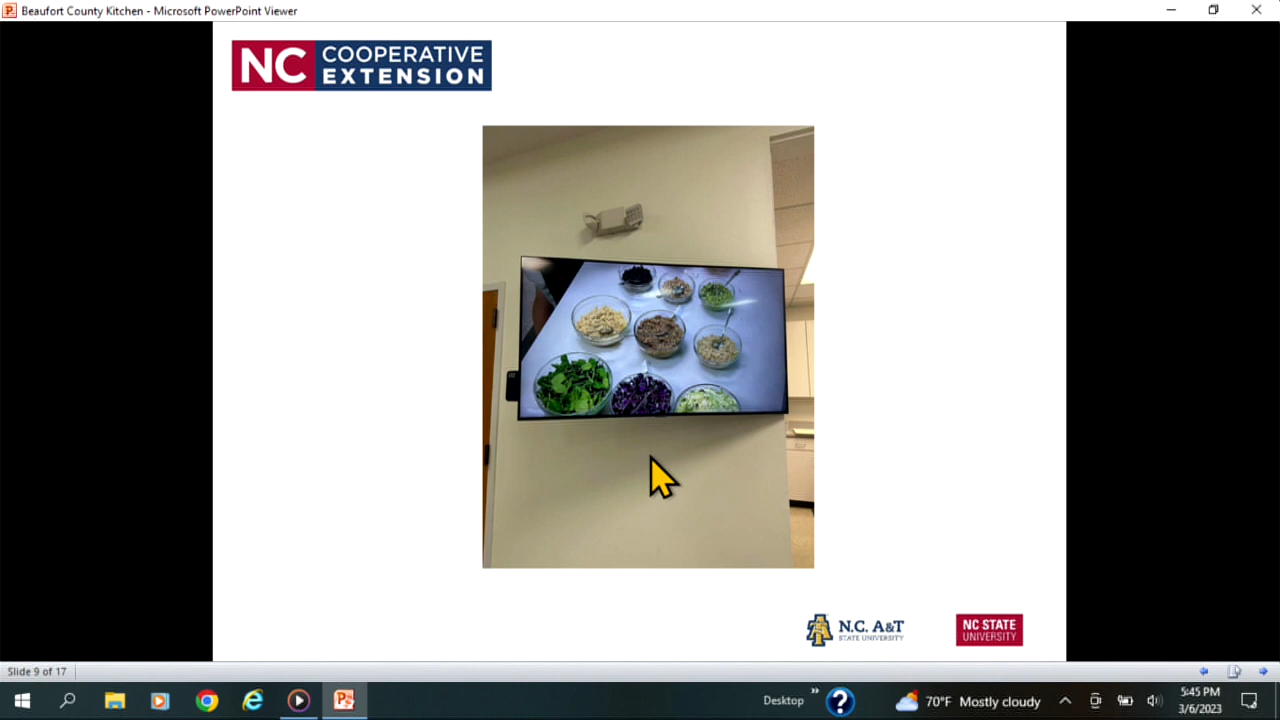 Beaufort County Kitchen - Microsoft PowerPoint Viewer
NC COOPERATIVE
EXTENSION
N.C. A&T
STATE UNIVERSITY
NC STATE
UNIVERSITY
Slide 9 of 17
Desktop
70°F Mostly cloudy
5:45 PM
3/6/2023